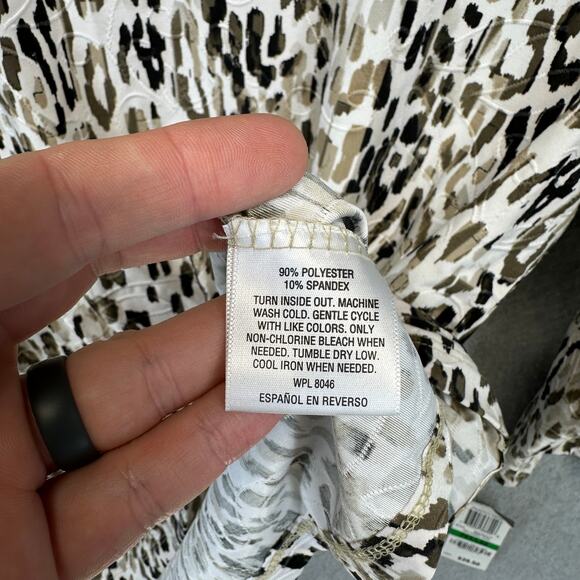 90% POLYESTER
10% SPANDEX
TURN INSIDE OUT. MACHINE
WASH COLD. GENTLE CYCLE
WITH LIKE COLORS. ONLY
NON-CHLORINE BLEACH WHEN
NEEDED. TUMBLE DRY LOW.
COOL IRON WHEN NEEDED.
WPL 8046
ESPAÑOL EN REVERSO